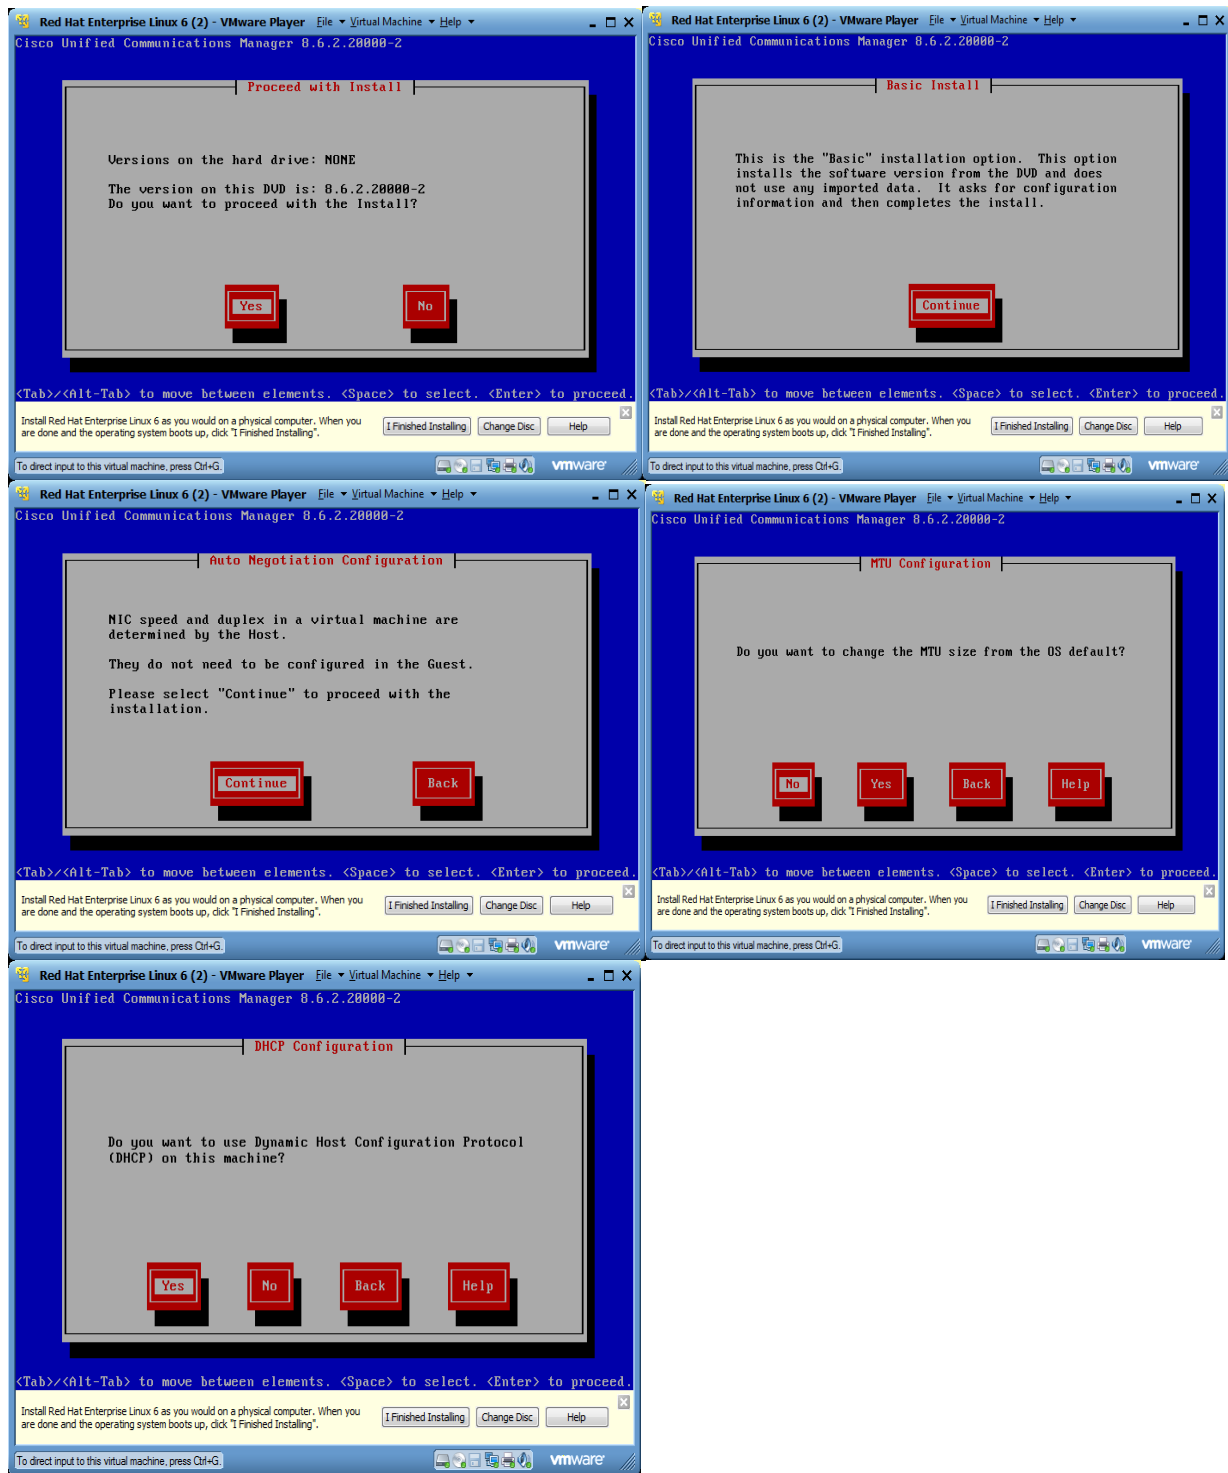 Red Hat Enterprise Linux 6 (2) - VMware Player File Virtual Machine Help
Cisco Unified Communications Manager 8.6.2.20000-2
Proceed with Install
Versions on the hard drive: NONE
The version on this DVD is: 8.6.2.20000-2
Do you want to proceed with the Install?
Yes No
<Tab>/<Alt-Tab> to move between elements. <Space> to select. <Enter> to proceed.
Install Red Hat Enterprise Linux 6 as you would on a physical computer. When you
are done and the operating system boots up, click "I Finished Installing".
I Finished Installing Change Disc Help
To direct input to this virtual machine, press Ctrl+G.
vmware
Red Hat Enterprise Linux 6 (2) - VMware Player File Virtual Machine Help
Cisco Unified Communications Manager 8.6.2.20000-2
Basic Install
This is the "Basic" installation option. This option
installs the software version from the DVD and does
not use any imported data. It asks for configuration
information and then completes the install.
Continue
<Tab>/<Alt-Tab> to move between elements. <Space> to select. <Enter> to proceed.
Install Red Hat Enterprise Linux 6 as you would on a physical computer. When you
are done and the operating system boots up, click "I Finished Installing".
I Finished Installing Change Disc Help
To direct input to this virtual machine, press Ctrl+G.
vmware
Red Hat Enterprise Linux 6 (2) - VMware Player File Virtual Machine Help
Cisco Unified Communications Manager 8.6.2.20000-2
Auto Negotiation Configuration
NIC speed and duplex in a virtual machine are
determined by the Host.
They do not need to be configured in the Guest.
Please select "Continue" to proceed with the
installation.
Continue Back
<Tab>/<Alt-Tab> to move between elements. <Space> to select. <Enter> to proceed.
Install Red Hat Enterprise Linux 6 as you would on a physical computer. When you
are done and the operating system boots up, click "I Finished Installing".
I Finished Installing Change Disc Help
To direct input to this virtual machine, press Ctrl+G.
vmware
Red Hat Enterprise Linux 6 (2) - VMware Player File Virtual Machine Help
Cisco Unified Communications Manager 8.6.2.20000-2
MTU Configuration
Do you want to change the MTU size from the OS default?
No Yes Back Help
<Tab>/<Alt-Tab> to move between elements. <Space> to select. <Enter> to proceed.
Install Red Hat Enterprise Linux 6 as you would on a physical computer. When you
are done and the operating system boots up, click "I Finished Installing".
I Finished Installing Change Disc Help
To direct input to this virtual machine, press Ctrl+G.
vmware
Red Hat Enterprise Linux 6 (2) - VMware Player File Virtual Machine Help
Cisco Unified Communications Manager 8.6.2.20000-2
DHCP Configuration
Do you want to use Dynamic Host Configuration Protocol
(DHCP) on this machine?
Yes No Back Help
<Tab>/<Alt-Tab> to move between elements. <Space> to select. <Enter> to proceed.
Install Red Hat Enterprise Linux 6 as you would on a physical computer. When you
are done and the operating system boots up, click "I Finished Installing".
I Finished Installing Change Disc Help
To direct input to this virtual machine, press Ctrl+G.
vmware